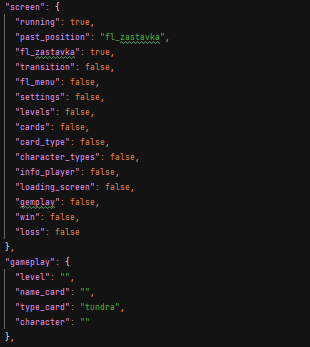 "screen": {
"running": true,
"past_position": "fl_zastavka",
"fl_zastavka": true,
"transition": false,
"fl_menu": false,
"settings": false,
"levels": false,
"cards": false,
"card_type": false,
"character_types": false,
"info_player": false,
"loading_screen": false,
"gemplay": false,
"win": false,
"loss": false
},
"gameplay": {
"level": "",
"name_card": "",
"type_card": "tundra",
"character": ""
},